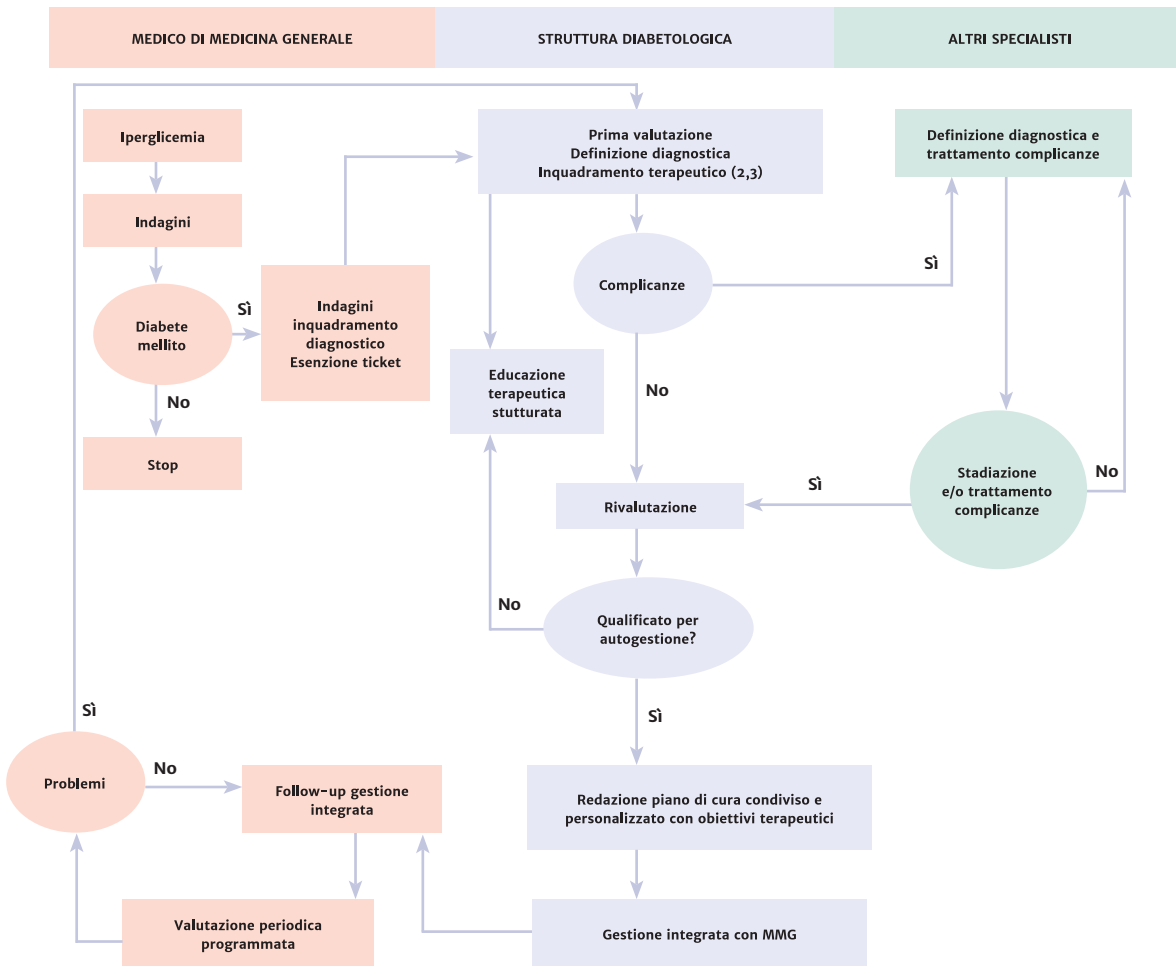 MEDICO DI MEDICINA GENERALE
STRUTTURA DIABETOLOGICA
ALTRI SPECIALISTI
Iperglicemia
Indagini
Diabete
mellito
Sì
No
Stop
Indagini
inquadramento
diagnostico
Esenzione ticket
Prima valutazione
Definizione diagnostica
Inquadramento terapeutico (2,3)
Complicanze
Sì
No
Educazione
terapeutica
stutturata
Definizione diagnostica e
trattamento complicanze
Stadiazione
e/o trattamento
complicanze
No
Sì
Rivalutazione
Qualificato per
autogestione?
No
Sì
Redazione piano di cura condiviso e
personalizzato con obiettivi terapeutici
Gestione integrata con MMG
Sì
Problemi
No
Follow-up gestione
integrata
Valutazione periodica
programmata